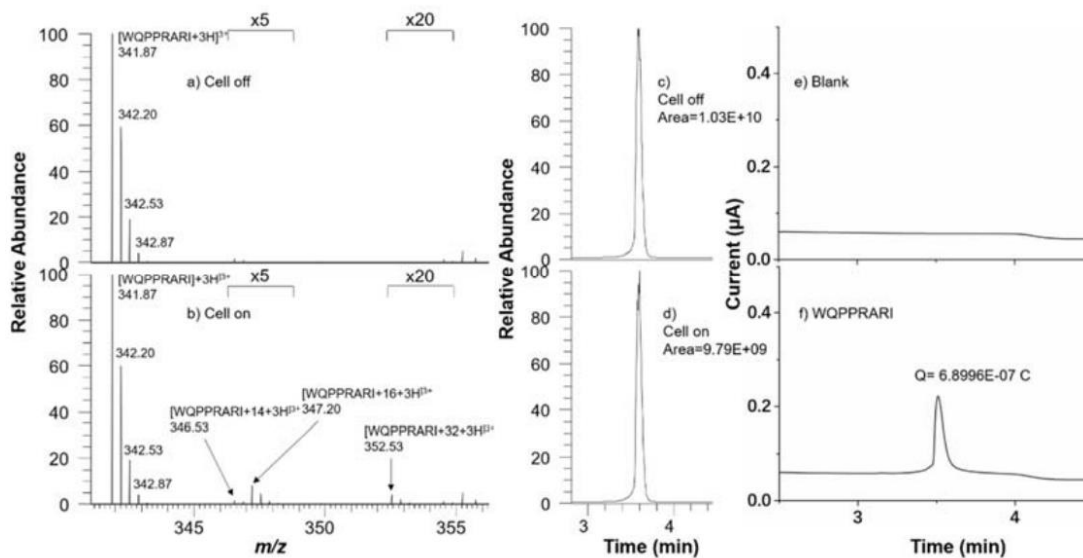 x5
x20
[WQPPRARI+3H]³⁺
341.87
a) Cell off
342.20
342.53
342.87
100
80
60
40
20
0
Relative Abundance
x5
x20
[WQPPRARI]+3H]³⁺
341.87
b) Cell on
342.20
[WQPPRARI+14+3H]³⁺
346.53
[WQPPRARI+16+3H]³⁺
347.20
[WQPPRARI+32+3H]³⁺
352.53
342.53
342.87
100
80
60
40
20
0
345
350
355
m/z
100
80
60
40
20
0
c)
Cell off
Area=1.03E+10
Relative Abundance
100
80
60
40
20
0
d)
Cell on
Area=9.79E+09
3
4
Time (min)
0.4
0.2
0.0
e) Blank
Current (μA)
0.4
0.2
0.0
f) WQPPRARI
Q= 6.8996E-07 C
3
4
Time (min)